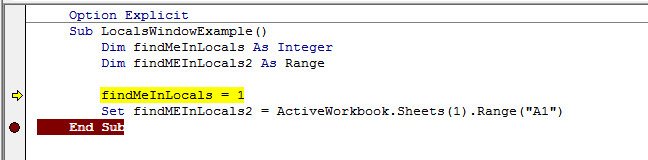 Option Explicit
Sub LocalsWindowExample()
Dim findMeInLocals As Integer
Dim findMEInLocals2 As Range
findMeInLocals = 1
Set findMEInLocals2 = ActiveWorkbook.Sheets(1).Range("A1")
End Sub